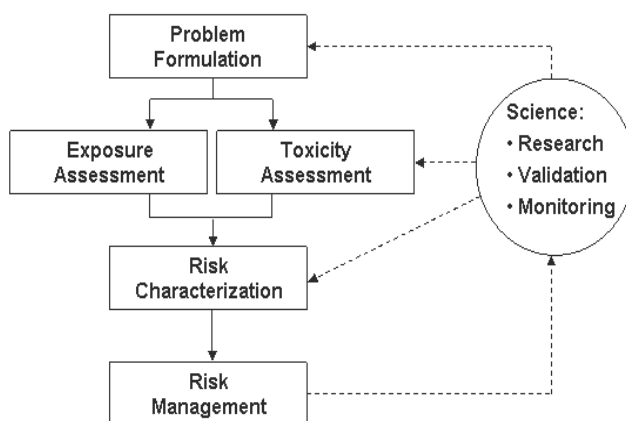 Problem
Formulation
Science:
• Research
• Validation
• Monitoring
Exposure
Assessment
Toxicity
Assessment
Risk
Characterization
Risk
Management